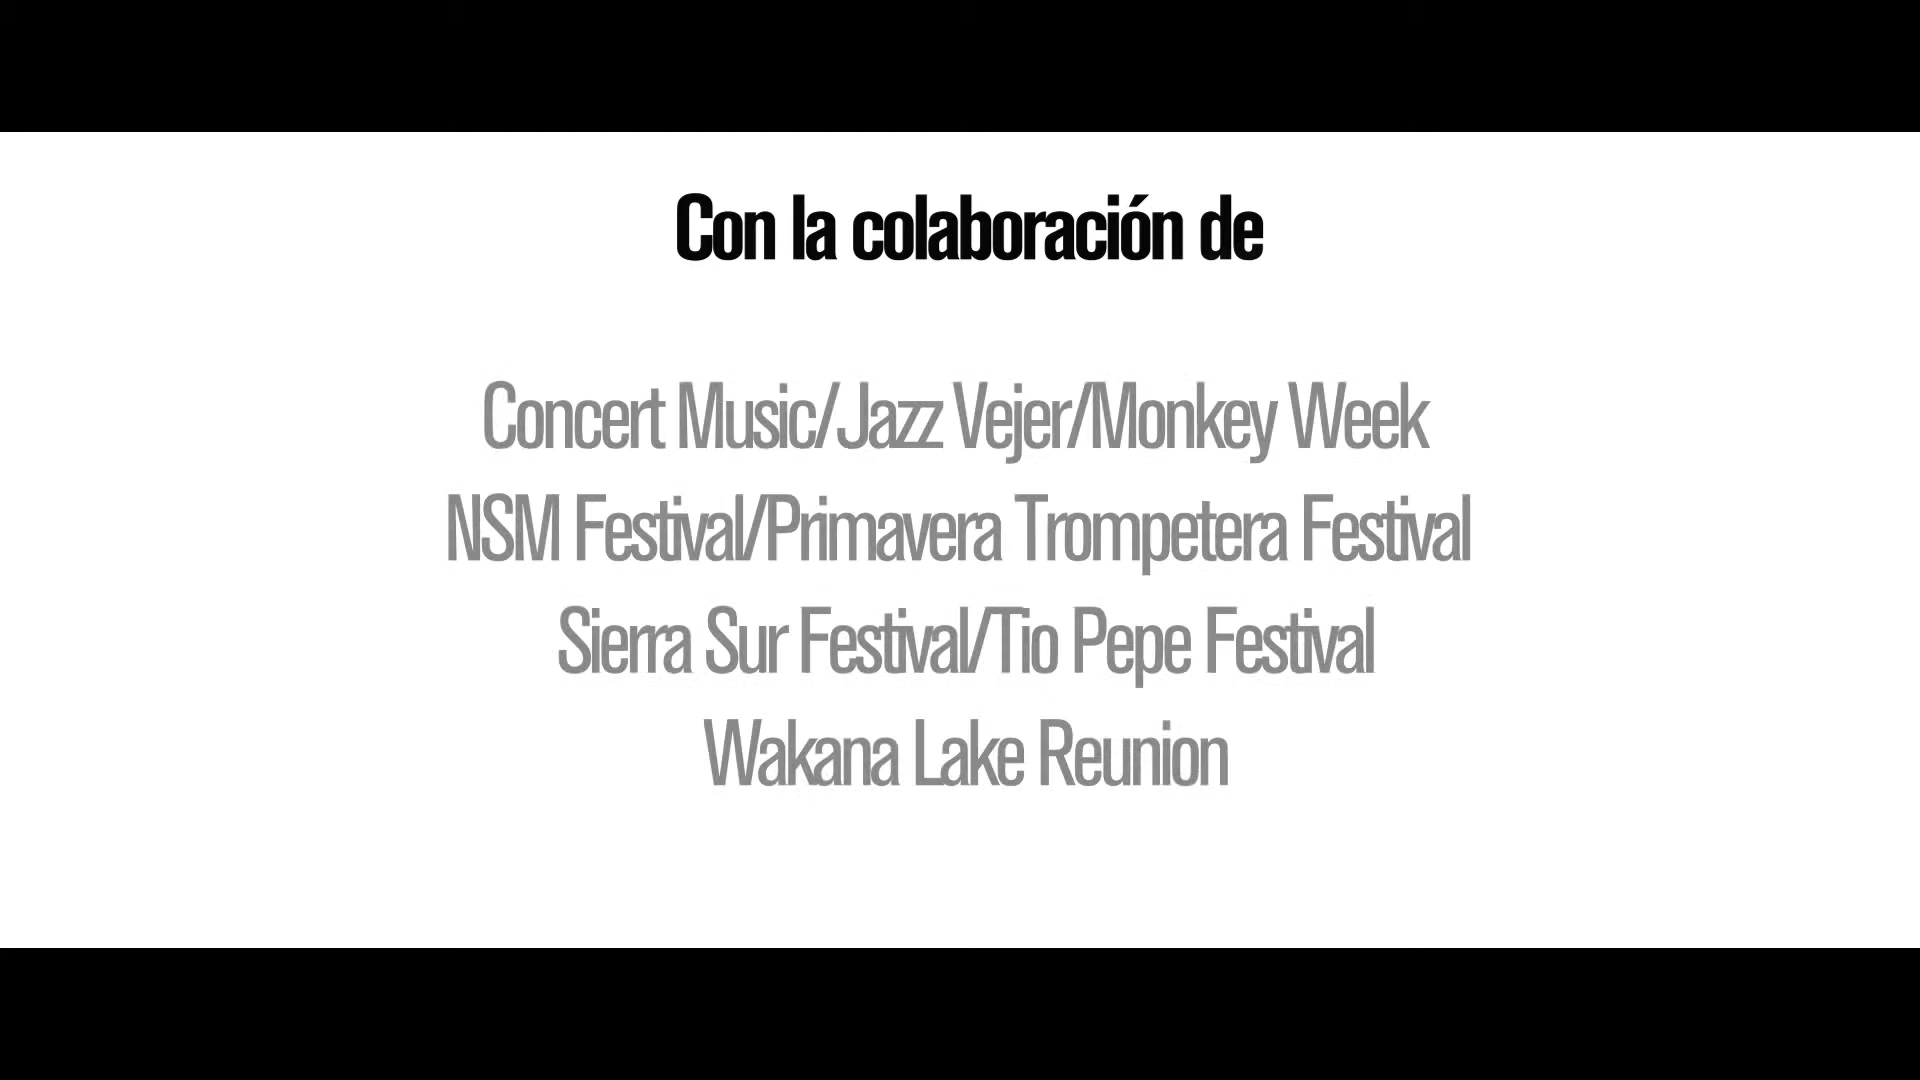 Con la colaboración de
Concert Music/Jazz Vejer/Monkey Week
NSM Festival/Primavera Trompetera Festival
Sierra Sur Festival/Tio Pepe Festival
Wakana Lake Reunion